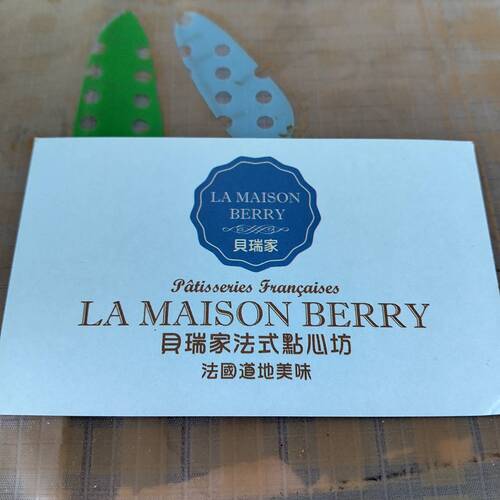 LA MAISON
BERRY
貝瑞家
Pâtisseries Françaises
LA MAISON BERRY
貝瑞家法式點心坊
法國道地美味